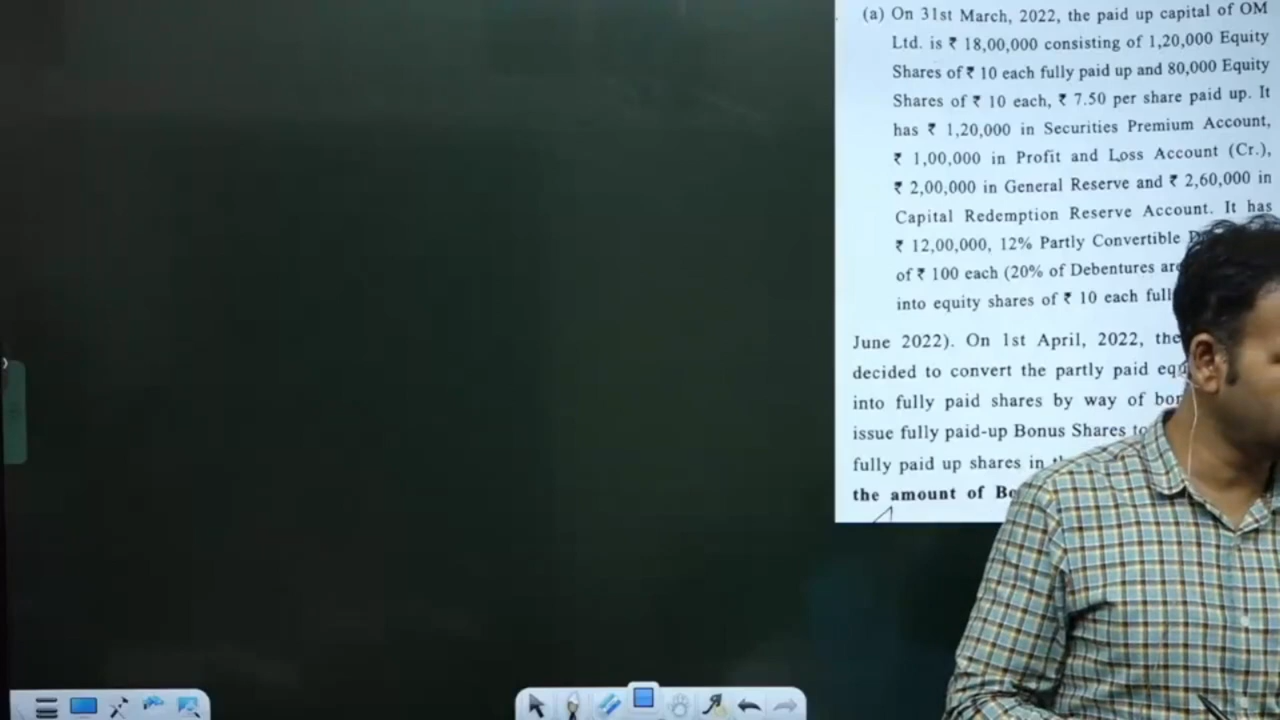 (a) On 31st March, 2022, the paid up capital of OM
Ltd. is ₹ 18,00,000 consisting of 1,20,000 Equity
Shares of ₹ 10 each fully paid up and 80,000 Equity
Shares of ₹ 10 each, ₹ 7.50 per share paid up. It
has ₹ 1,20,000 in Securities Premium Account,
₹ 1,00,000 in Profit and Loss Account (Cr.),
₹ 2,00,000 in General Reserve and ₹ 2,60,000 in
Capital Redemption Reserve Account. It has
₹ 12,00,000, 12% Partly Convertible
of ₹ 100 each (20% of Debentures are
into equity shares of ₹ 10 each
June 2022). On 1st April, 2022, the
decided to convert the partly paid
into fully paid shares by way of
issue fully paid-up Bonus Shares to
fully paid up shares in
the amount of